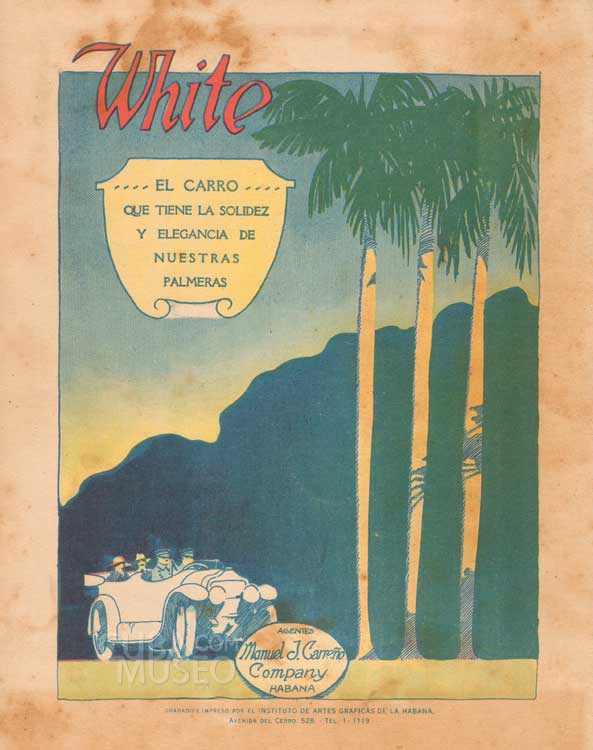 White
.... EL CARRO ....
QUE TIENE LA SOLIDEZ
Y ELEGANCIA DE
NUESTRAS
PALMERAS
AGENTES
Manuel J. Carreño
Company
HABANA
GRABADO E IMPRESO POR EL INSTITUTO DE ARTES GRAFICAS DE LA HABANA,
AVENIDA DEL CERRO. 528. - TEL. I - 1119
MUSEO